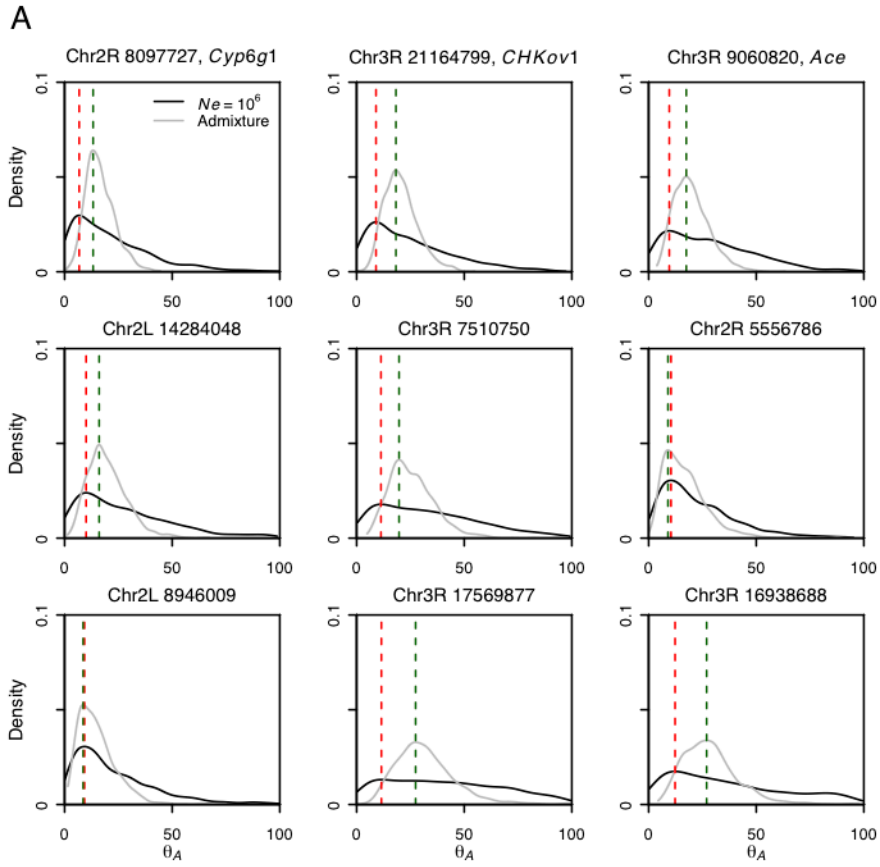 A
Chr2R 8097727, Cyp6g1
Chr3R 21164799, CHKov1
Chr3R 9060820, Ace
Density
0.1
0
Ne = 10⁶
Admixture
0 50 100
0.1
0
0 50 100
0.1
0
0 50 100
Chr2L 14284048
Chr3R 7510750
Chr2R 5556786
Density
0.1
0
0 50 100
0.1
0
0 50 100
0.1
0
0 50 100
Chr2L 8946009
Chr3R 17569877
Chr3R 16938688
Density
0.1
0
0 50 100
θA
0.1
0
0 50 100
θA
0.1
0
0 50 100
θA